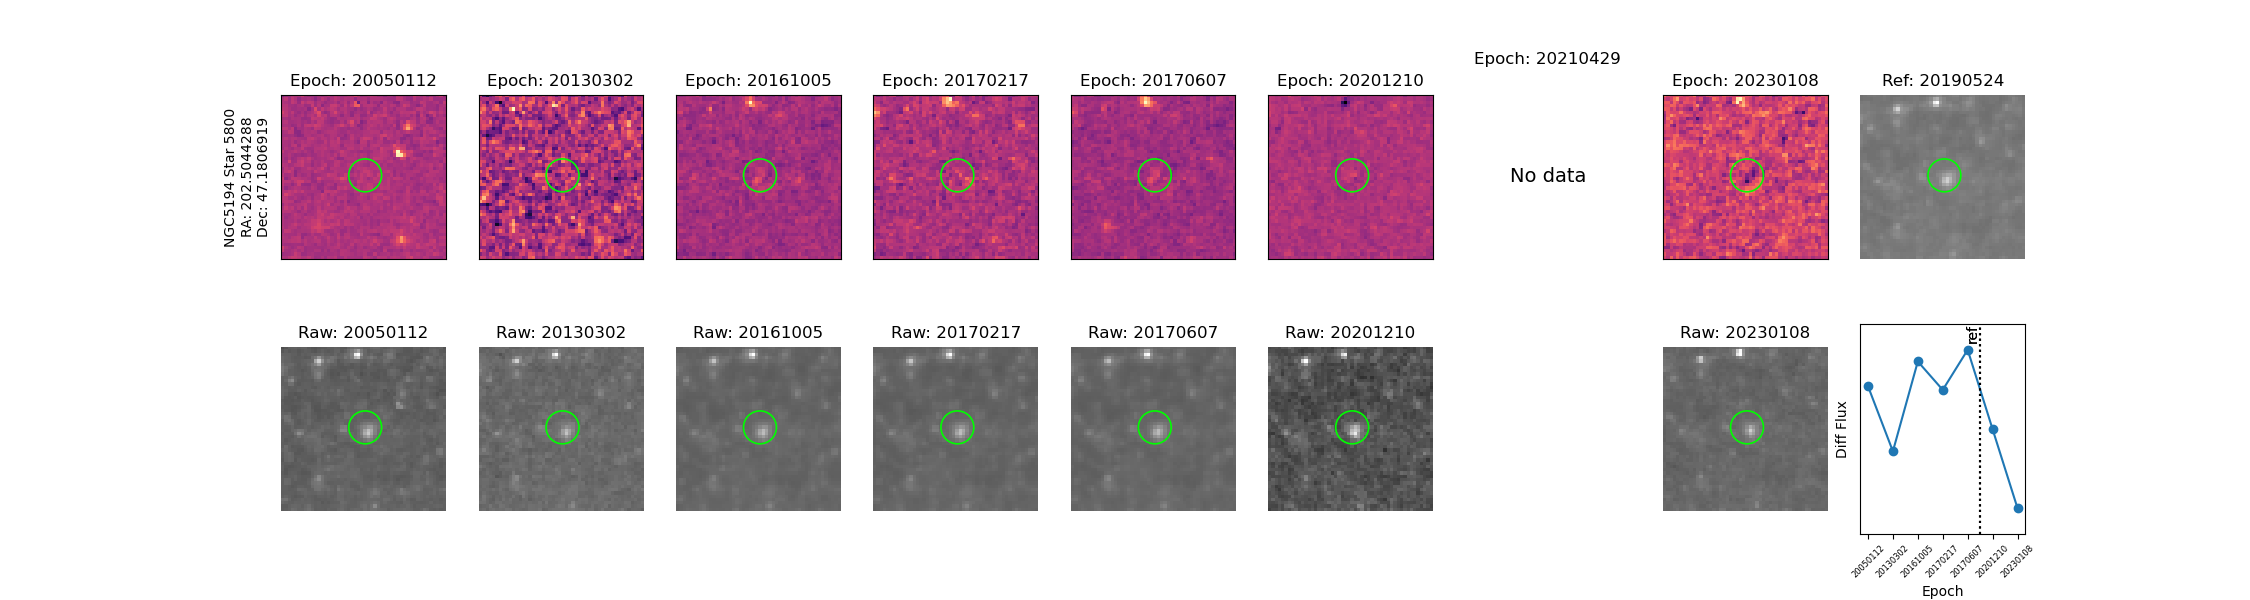 Epoch: 20050112
Epoch: 20130302
Epoch: 20161005
Epoch: 20170217
Epoch: 20170607
Epoch: 20201210
Epoch: 20210429
Epoch: 20230108
Ref: 20190524
NGC5194 Star 5800
RA: 202.5044288
Dec: 47.1806919
No data
Raw: 20050112
Raw: 20130302
Raw: 20161005
Raw: 20170217
Raw: 20170607
Raw: 20201210
Raw: 20230108
ref
Diff Flux
20050112
20130302
20161005
20170217
20170607
20201210
20230108
Epoch